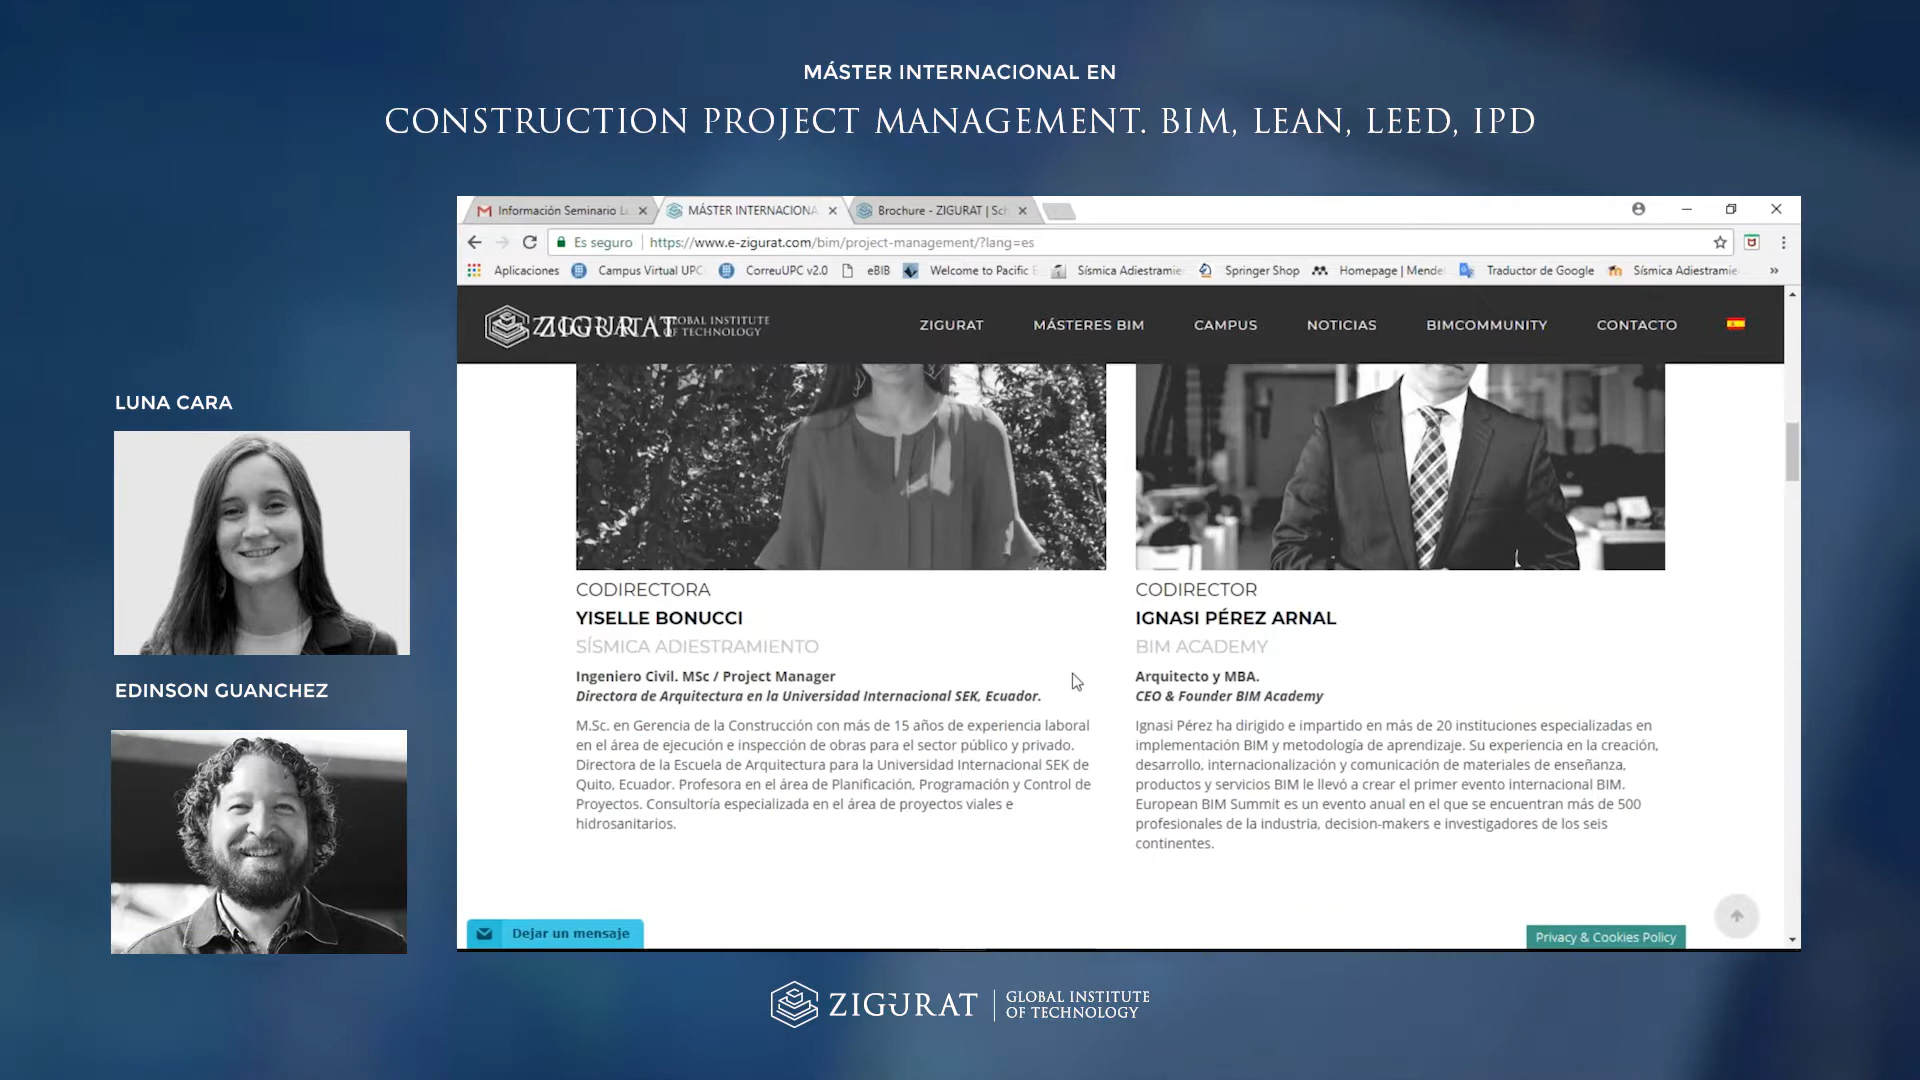 MÁSTER INTERNACIONAL EN
CONSTRUCTION PROJECT MANAGEMENT. BIM, LEAN, LEED, IPD
Información Seminario
MÁSTER INTERNACIONA
Brochure - ZIGURAT | Sch
Es seguro
https://www.e-zigurat.com/bim/project-management/?lang=es
Aplicaciones
Campus Virtual UPC
CorreuUPC v2.0
eBIB
Welcome to Pacific E
Sísmica Adiestramie
Springer Shop
Homepage | Mendel
Traductor de Google
Sísmica Adiestramie
»
ZIGURAT
GLOBAL INSTITUTE
OF TECHNOLOGY
ZIGURAT
MÁSTERES BIM
CAMPUS
NOTICIAS
BIMCOMMUNITY
CONTACTO
LUNA CARA
EDINSON GUANCHEZ
CODIRECTORA
YISELLE BONUCCI
SÍSMICA ADIESTRAMIENTO
Ingeniero Civil. MSc / Project Manager
Directora de Arquitectura en la Universidad Internacional SEK, Ecuador.
M.Sc. en Gerencia de la Construcción con más de 15 años de experiencia laboral
en el área de ejecución e inspección de obras para el sector público y privado.
Directora de la Escuela de Arquitectura para la Universidad Internacional SEK de
Quito, Ecuador. Profesora en el área de Planificación, Programación y Control de
Proyectos. Consultoría especializada en el área de proyectos viales e
hidrosanitarios.
CODIRECTOR
IGNASI PÉREZ ARNAL
BIM ACADEMY
Arquitecto y MBA.
CEO & Founder BIM Academy
Ignasi Pérez ha dirigido e impartido en más de 20 instituciones especializadas en
implementación BIM y metodología de aprendizaje. Su experiencia en la creación,
desarrollo, internacionalización y comunicación de materiales de enseñanza,
productos y servicios BIM le llevó a crear el primer evento internacional BIM.
European BIM Summit es un evento anual en el que se encuentran más de 500
profesionales de la industria, decision-makers e investigadores de los seis
continentes.
Dejar un mensaje
Privacy & Cookies Policy
ZIGURAT
GLOBAL INSTITUTE
OF TECHNOLOGY